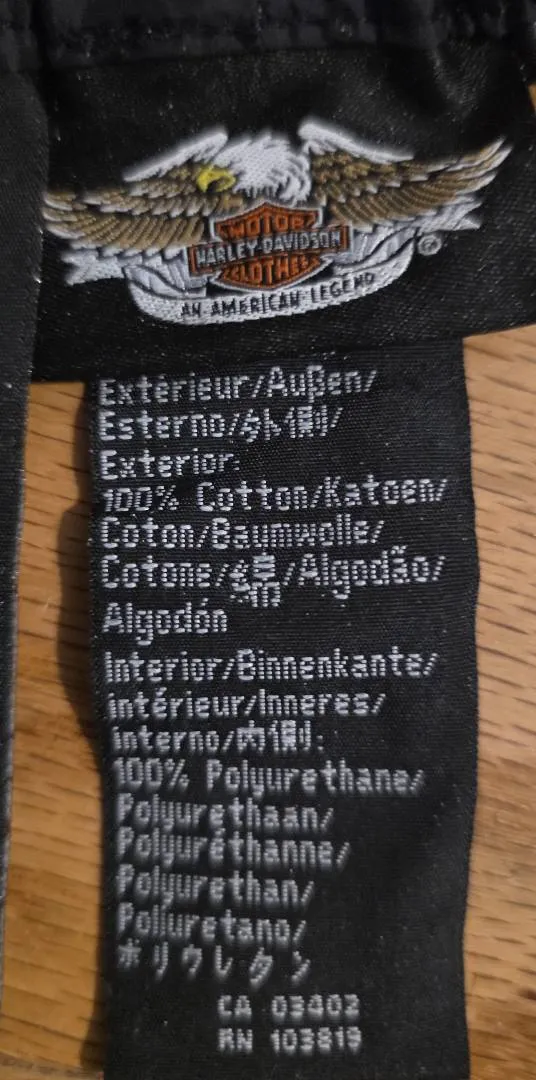 MOTOR
HARLEY-DAVIDSON
CLOTHES
®
AN AMERICAN LEGEND
Extérieur/Außen/
Esterno/外側/
Exterior:
100% Cotton/Katoen/
Coton/Baumwolle/
Cotone/綿/Algodão/
Algodón
Interior/Binnenkante/
Intérieur/Inneres/
Interno/内側:
100% Polyurethane/
Polyurethaan/
Polyuréthanne/
Polyurethan/
Poliuretano/
ポリウレタン
CA 03402
RN 103819